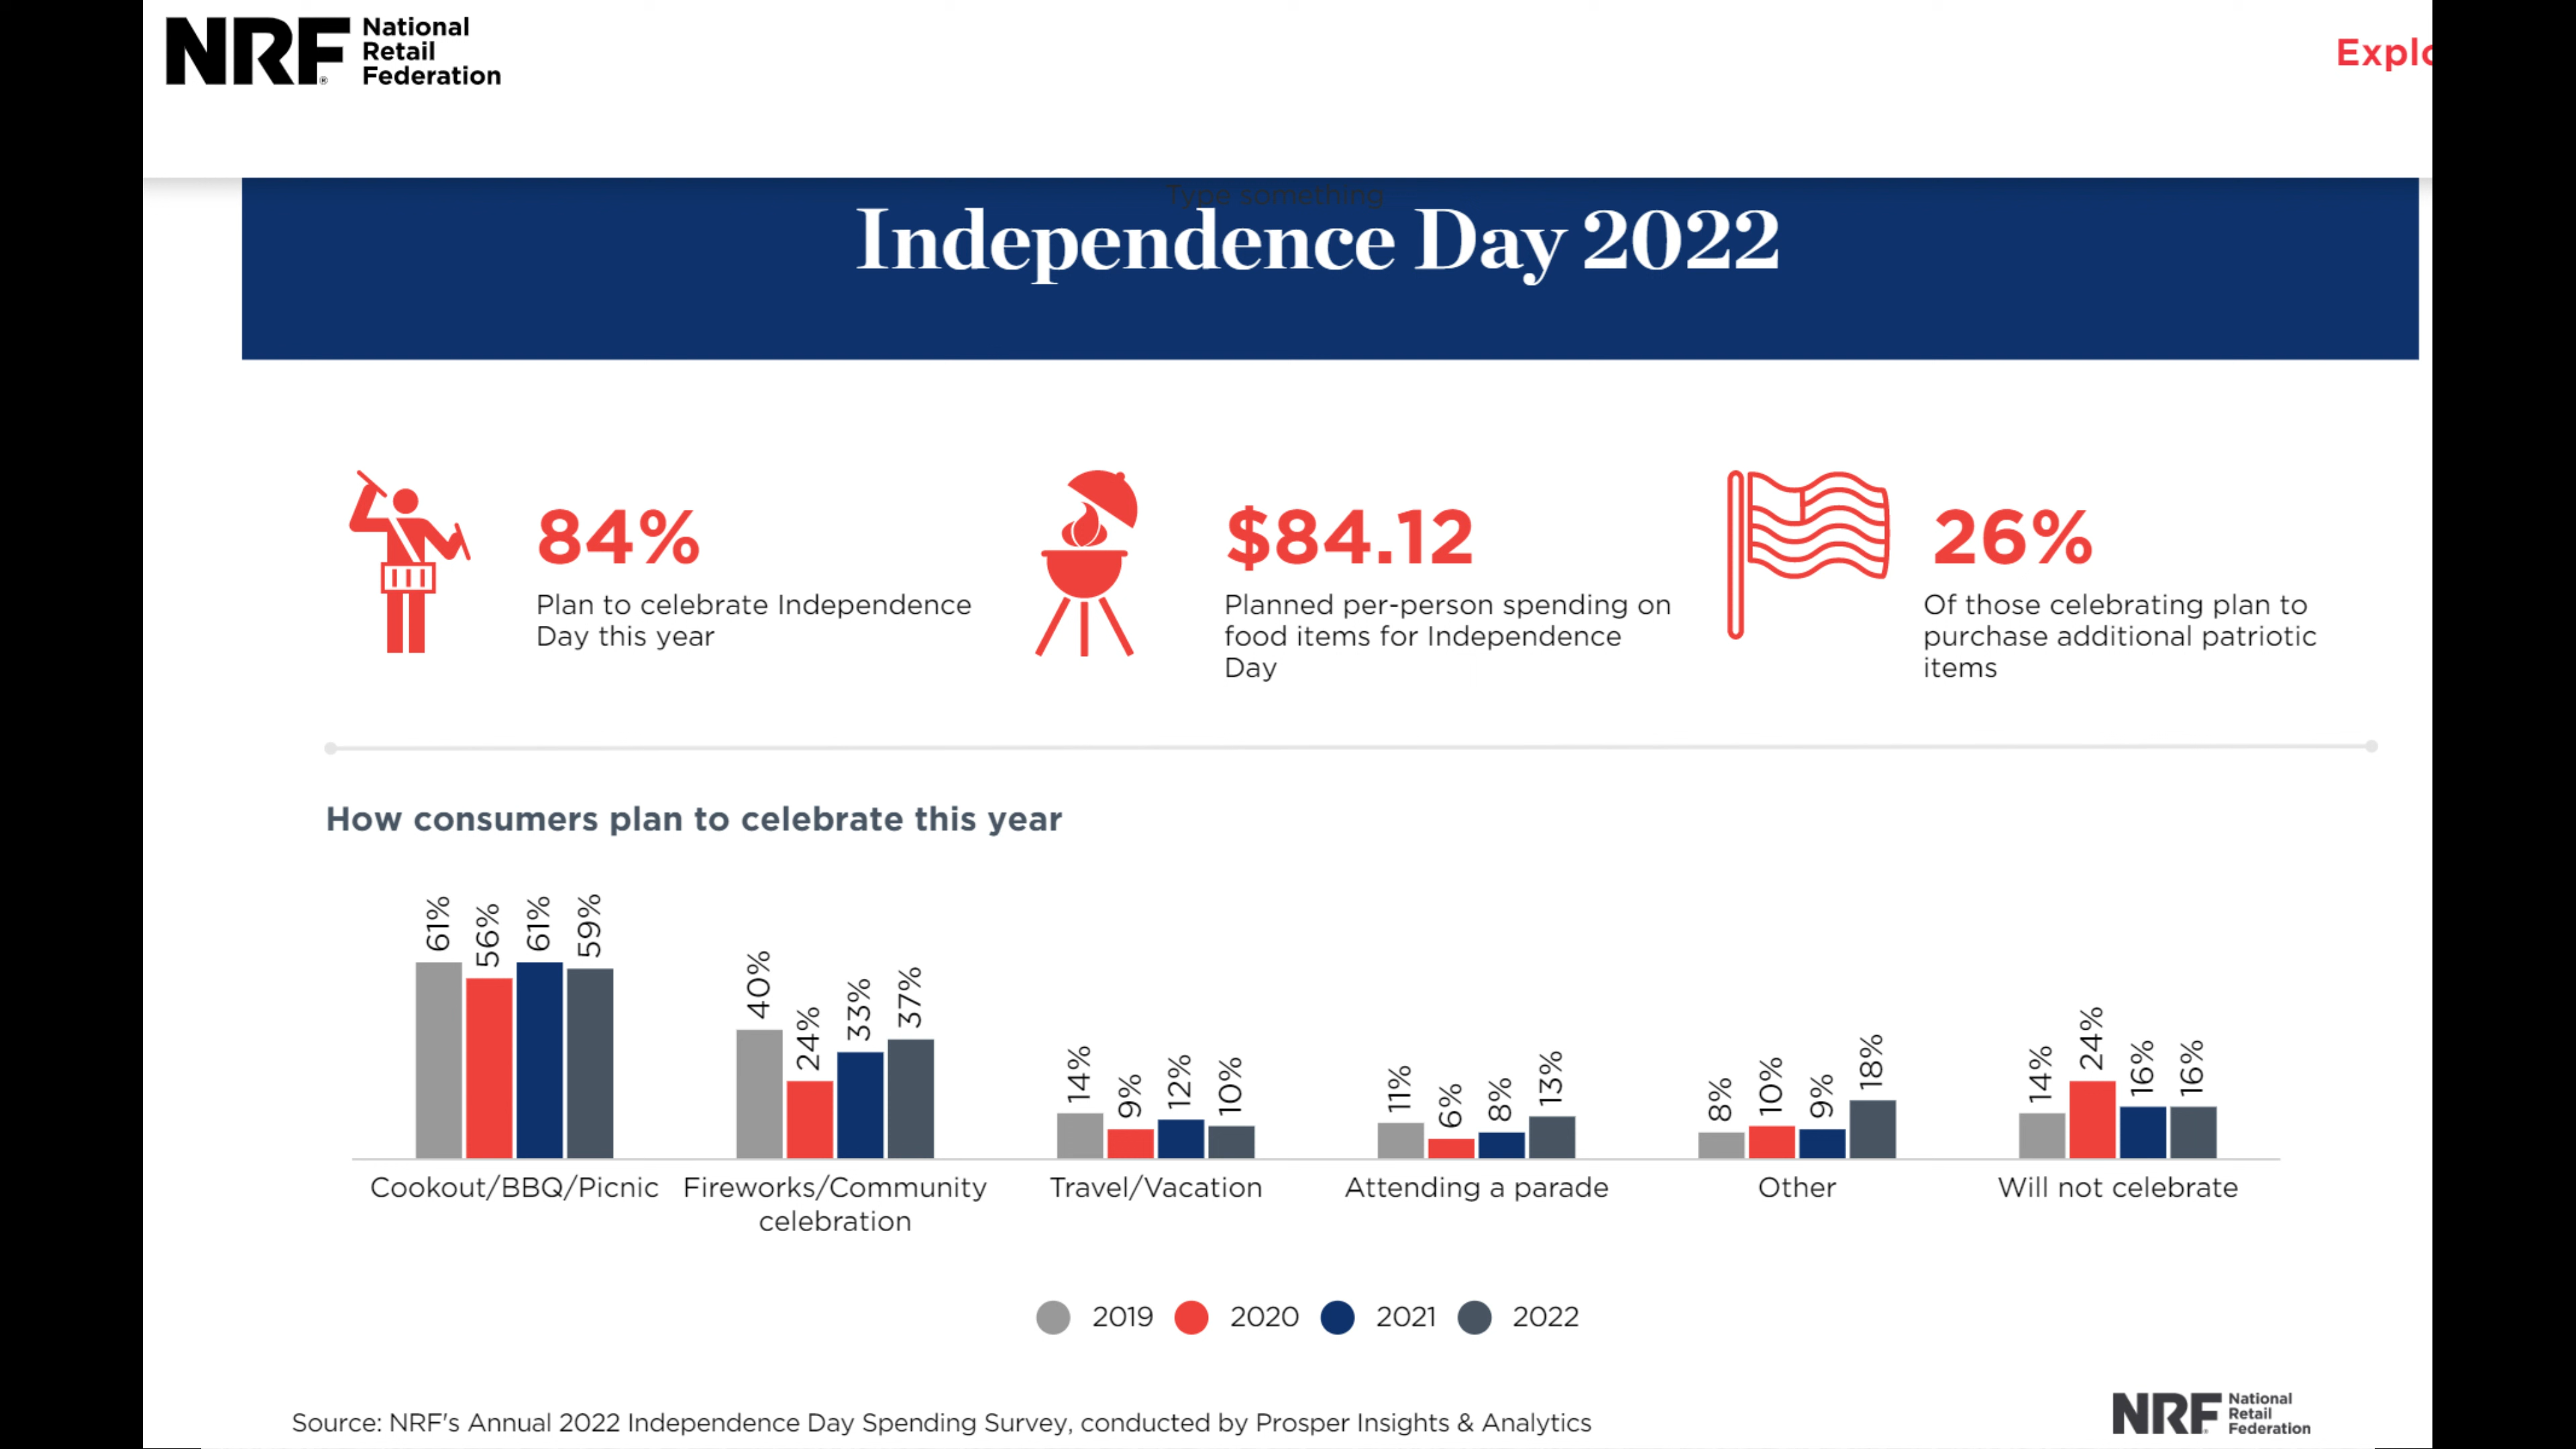 NRF National
Retail
Federation
Explo
Type something
Independence Day 2022
84%
Plan to celebrate Independence
Day this year
$84.12
Planned per-person spending on
food items for Independence
Day
26%
Of those celebrating plan to
purchase additional patriotic
items
How consumers plan to celebrate this year
61% 56% 61% 59%
40% 24% 33% 37%
14% 9% 12% 10%
11% 6% 8% 13%
8% 10% 9% 18%
14% 24% 16% 16%
Cookout/BBQ/Picnic
Fireworks/Community
celebration
Travel/Vacation
Attending a parade
Other
Will not celebrate
2019 2020 2021 2022
Source: NRF's Annual 2022 Independence Day Spending Survey, conducted by Prosper Insights & Analytics
NRF National
Retail
Federation